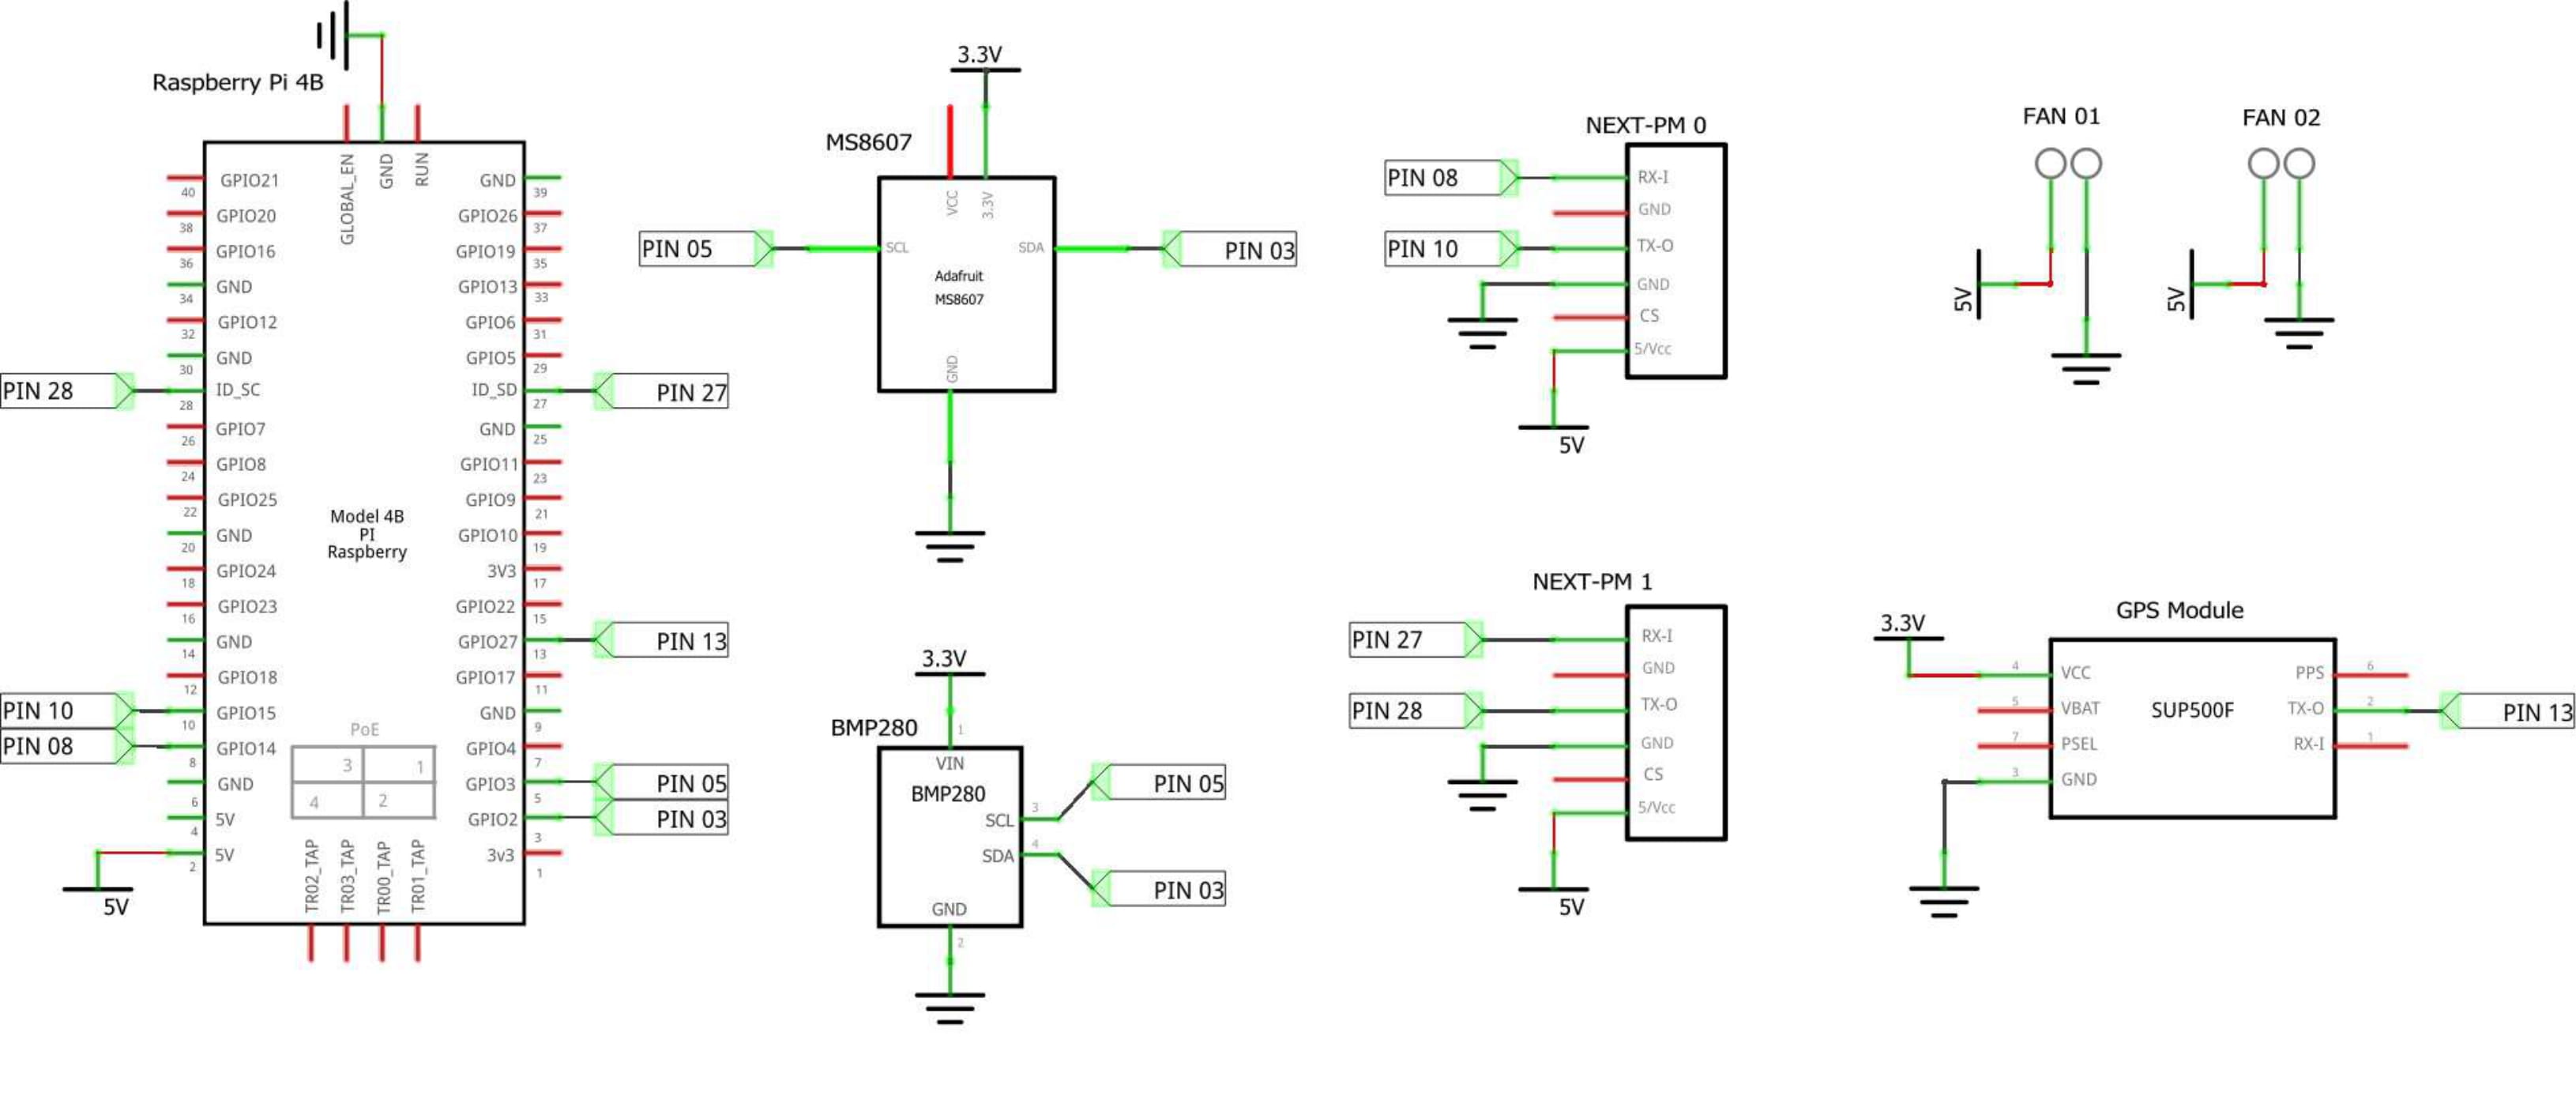 Raspberry Pi 4B
GLOBAL_EN
GND
RUN
GPIO21
40
GPIO20
38
GPIO16
36
GND
34
GPIO12
32
GND
30
PIN 28
ID_SC
28
GPIO7
26
GPIO8
24
GPIO25
22
GND
20
GPIO24
18
GPIO23
16
GND
14
GPIO18
12
PIN 10
GPIO15
10
PIN 08
GPIO14
8
GND
6
5V
4
5V
2
5V
GND
39
GPIO26
37
GPIO19
35
GPIO13
33
GPIO6
31
GPIO5
29
ID_SD
27
PIN 27
GND
25
GPIO11
23
GPIO9
21
GPIO10
19
3V3
17
GPIO22
15
GPIO27
13
PIN 13
GPIO17
11
GND
9
GPIO4
7
GPIO3
5
PIN 05
GPIO2
3
PIN 03
3v3
1
Model 4B
PI
Raspberry
PoE
3 1
4 2
TR02_TAP
TR03_TAP
TR00_TAP
TR01_TAP
3.3V
MS8607
VCC
3.3V
PIN 05
SCL
SDA
PIN 03
Adafruit
MS8607
GND
3.3V
BMP280
1
VIN
BMP280
SCL
3
PIN 05
SDA
4
PIN 03
GND
2
NEXT-PM 0
PIN 08
RX-I
GND
PIN 10
TX-O
GND
CS
5/Vcc
5V
NEXT-PM 1
PIN 27
RX-I
GND
PIN 28
TX-O
GND
CS
5/Vcc
5V
FAN 01
5V
FAN 02
5V
GPS Module
3.3V
4
VCC
5
VBAT
7
PSEL
3
GND
SUP500F
PPS
6
TX-O
2
PIN 13
RX-I
1